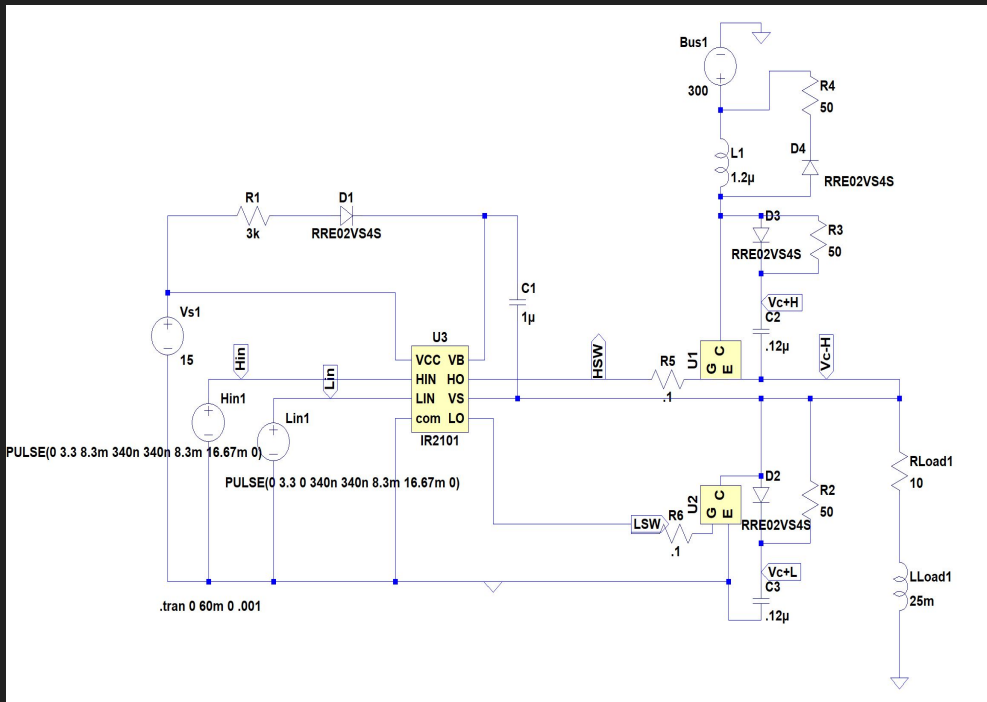 Bus1
300
R4
50
L1
1.2µ
D4
RRE02VS4S
R1
3k
D1
RRE02VS4S
D3
RRE02VS4S
R3
50
C1
1µ
Vc+H
C2
.12µ
Vs1
15
U3
VCC VB
HIN HO
LIN VS
com LO
IR2101
Hin
Lin
HSW
R5
.1
U1
G C E
Vc-H
Hin1
PULSE(0 3.3 8.3m 340n 340n 8.3m 16.67m 0)
Lin1
PULSE(0 3.3 0 340n 340n 8.3m 16.67m 0)
RLoad1
10
D2
RRE02VS4S
R2
50
U2
G C E
LSW
R6
.1
Vc+L
C3
.12µ
LLoad1
25m
.tran 0 60m 0 .001